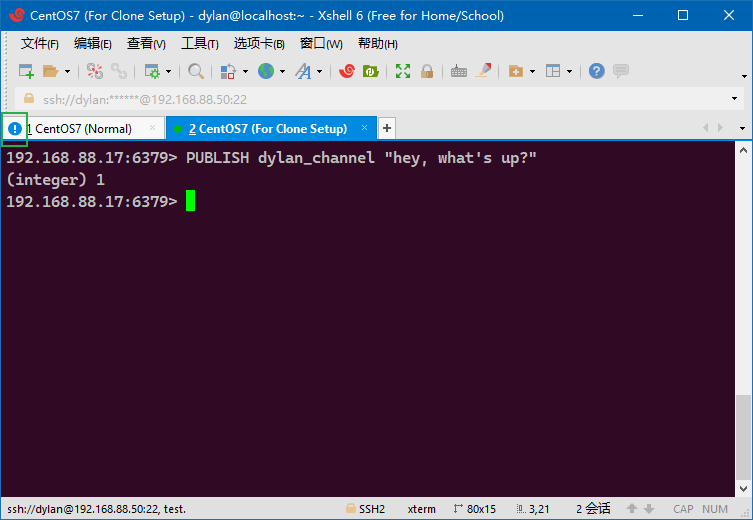 CentOS7 (For Clone Setup) - dylan@localhost:~ - Xshell 6 (Free for Home/School)
文件(F) 编辑(E) 查看(V) 工具(T) 选项卡(B) 窗口(W) 帮助(H)
ssh://dylan:******@192.168.88.50:22
1 CentOS7 (Normal) 2 CentOS7 (For Clone Setup)
192.168.88.17:6379> PUBLISH dylan_channel "hey, what's up?"
(integer) 1
192.168.88.17:6379>
ssh://dylan@192.168.88.50:22, test. SSH2 xterm 80x15 3,21 2 会话 CAP NUM